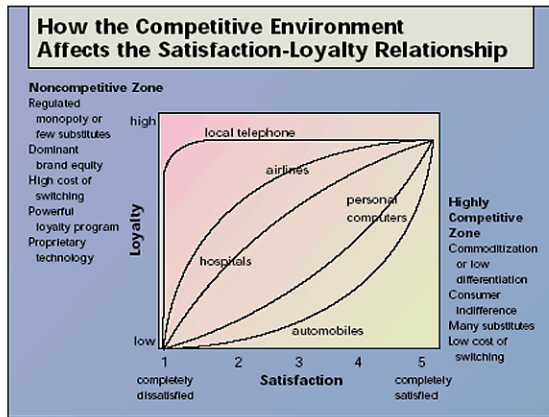 How the Competitive Environment
Affects the Satisfaction-Loyalty Relationship
Noncompetitive Zone
Regulated
monopoly or
few substitutes
Dominant
brand equity
High cost of
switching
Powerful
loyalty program
Proprietary
technology
high
Loyalty
low
local telephone
airlines
personal
computers
hospitals
automobiles
1
2
3
4
5
completely
dissatisfied
Satisfaction
completely
satisfied
Highly
Competitive
Zone
Commoditization
or low
differentiation
Consumer
indifference
Many substitutes
Low cost of
switching